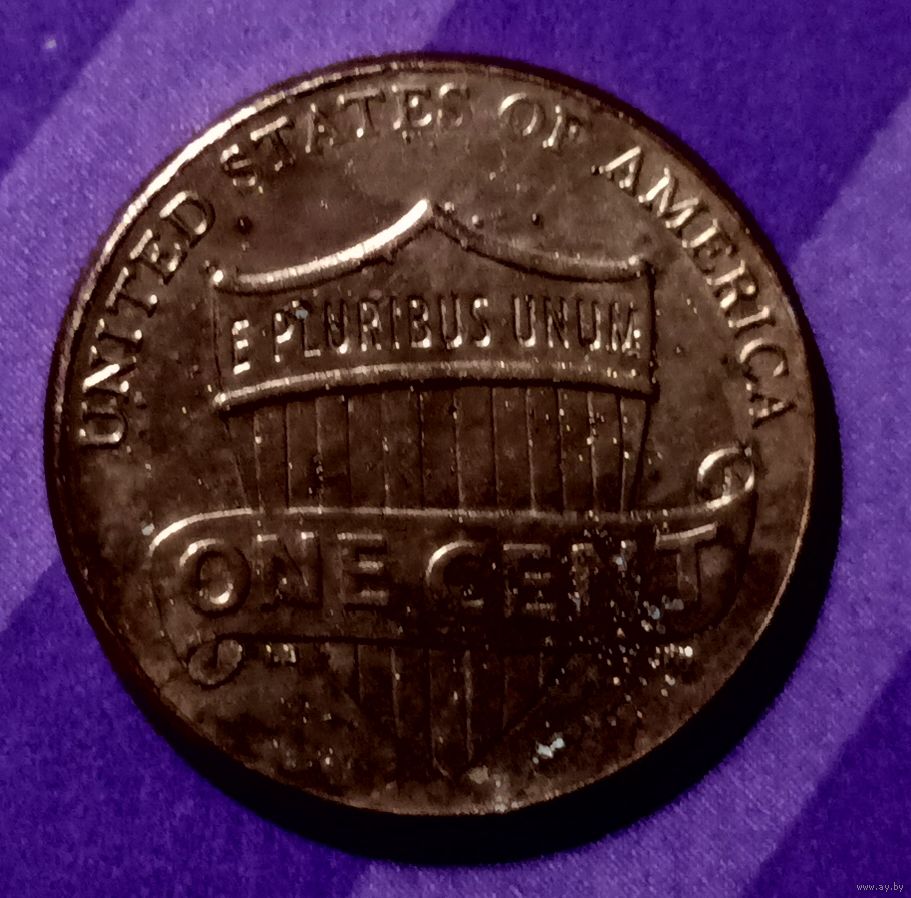 UNITED STATES OF AMERICA
E PLURIBUS UNUM
ONE CENT
www.ay.by